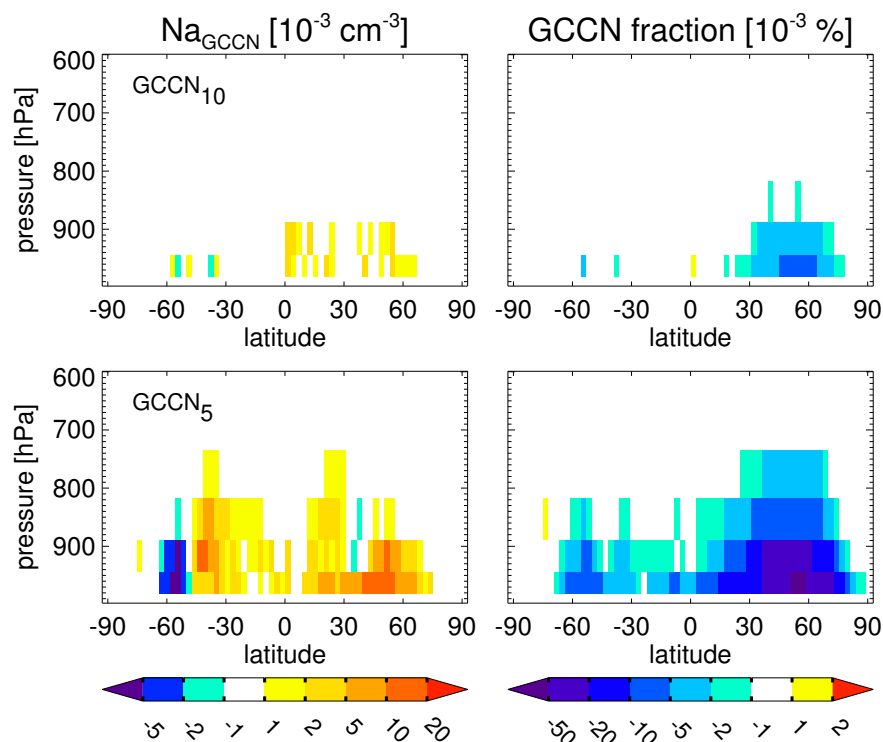 Na_GCCN [10^-3 cm^-3] GCCN fraction [10^-3 %]
600
700
800
900
pressure [hPa]
GCCN_10
-90 -60 -30 0 30 60 90 -90 -60 -30 0 30 60 90
latitude latitude
600
700
800
900
pressure [hPa]
GCCN_5
-90 -60 -30 0 30 60 90 -90 -60 -30 0 30 60 90
latitude latitude
-5 -2 -1 1 2 5 10 20 -50 -20 -10 -5 -2 -1 1 2